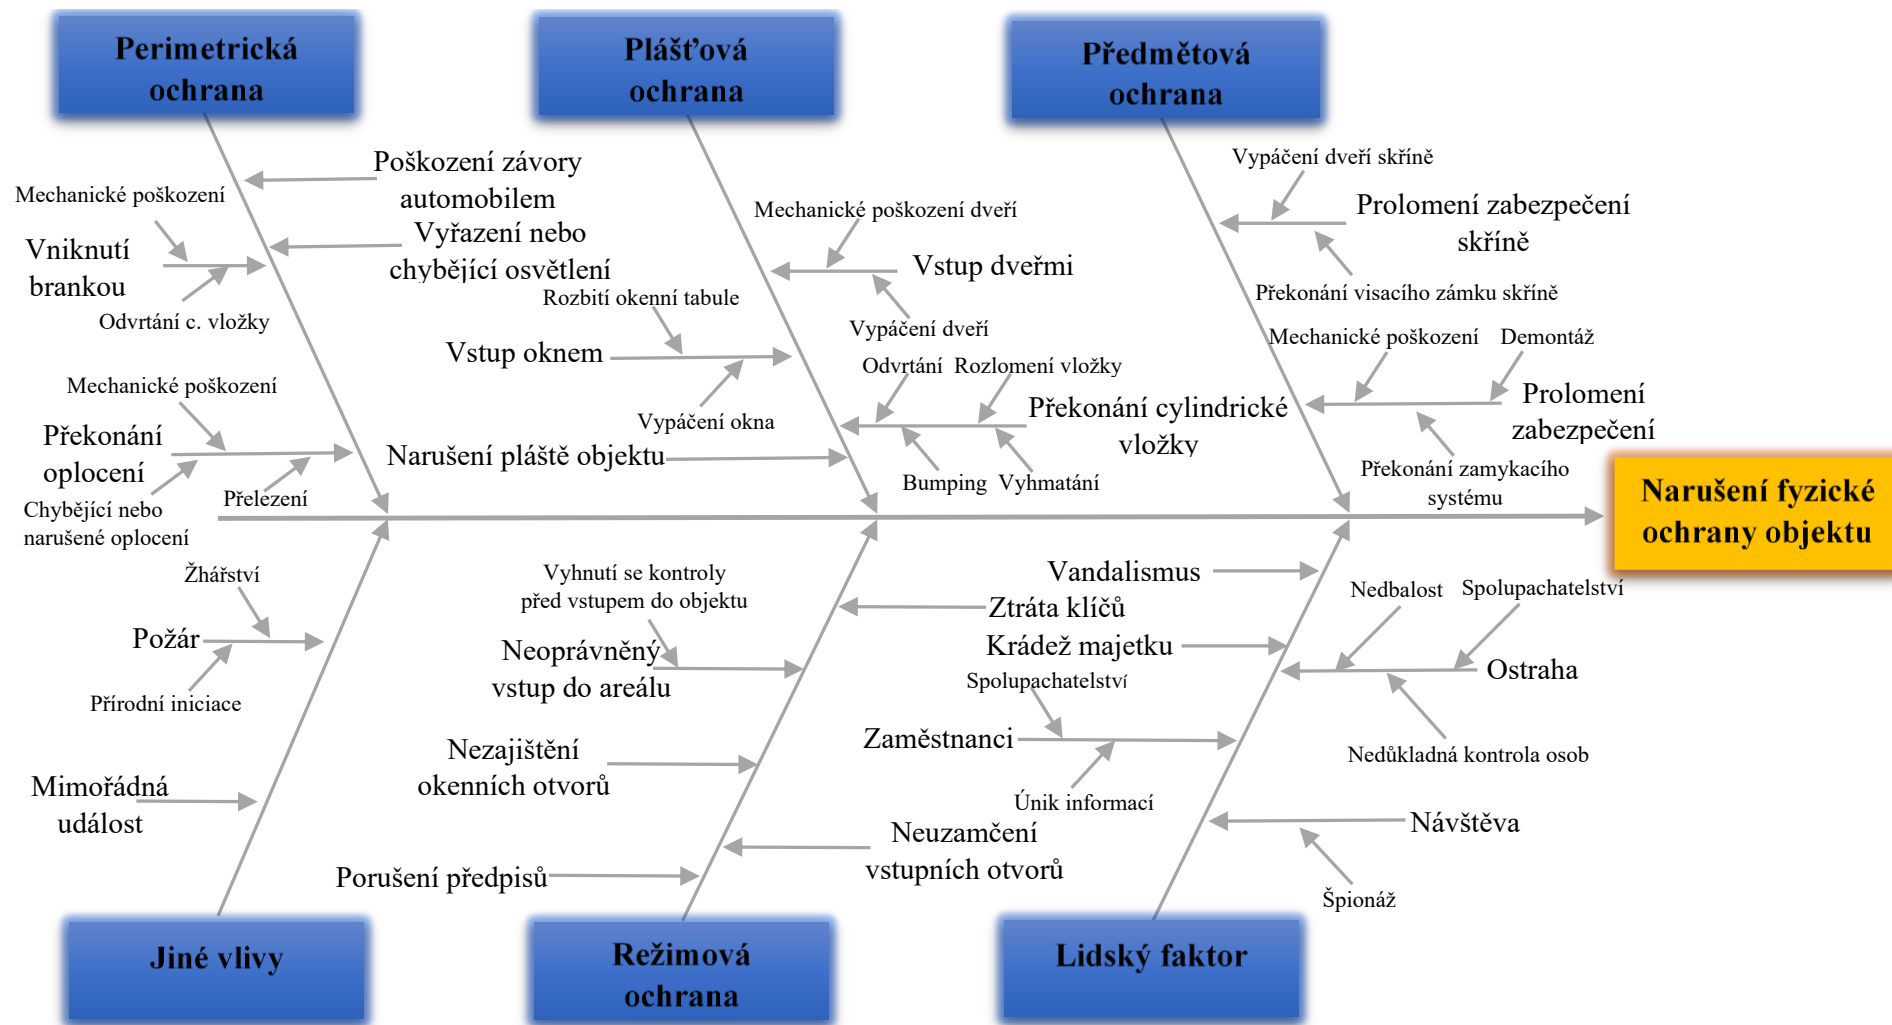 Perimetrická
ochrana
Plášťová
ochrana
Předmětová
ochrana
Poškození závory
automobilem
Mechanické poškození
Vyřazení nebo
chybějící osvětlení
Vniknutí
brankou
Odvrtání c. vložky
Mechanické poškození
Překonání
oplocení
Přelezení
Chybějící nebo
narušené oplocení
Mechanické poškození dveří
Vstup dveřmi
Vypáčení dveří
Rozbití okenní tabule
Vstup oknem
Vypáčení okna
Odvrtání
Rozlomení vložky
Překonání cylindrické
vložky
Bumping
Vyhmatání
Narušení pláště objektu
Vypáčení dveří skříně
Prolomení zabezpečení
skříně
Překonání visacího zámku skříně
Mechanické poškození
Demontáž
Prolomení
zabezpečení
Překonání zamykacího
systému
Narušení fyzické
ochrany objektu
Žhářství
Požár
Přírodní iniciace
Mimořádná
událost
Vyhnutí se kontroly
před vstupem do objektu
Neoprávněný
vstup do areálu
Ztráta klíčů
Nezajištění
okenních otvorů
Neuzamčení
vstupních otvorů
Porušení předpisů
Vandalismus
Krádež majetku
Nedbalost
Spolupachatelství
Ostraha
Nedůkladná kontrola osob
Spolupachatelství
Zaměstnanci
Únik informací
Návštěva
Špionáž
Jiné vlivy
Režimová
ochrana
Lidský faktor